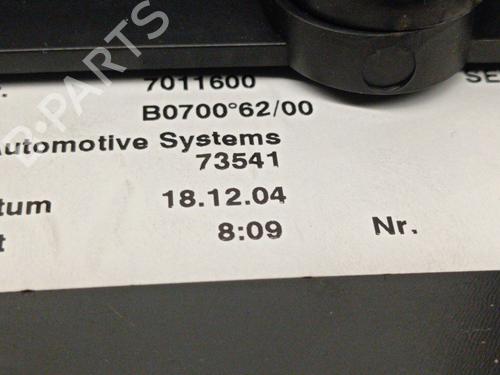 r. 7011600 SE
B0700°62/00
utomotive Systems
73541
tum 18.12.04
t 8:09 Nr.
B-PARTS